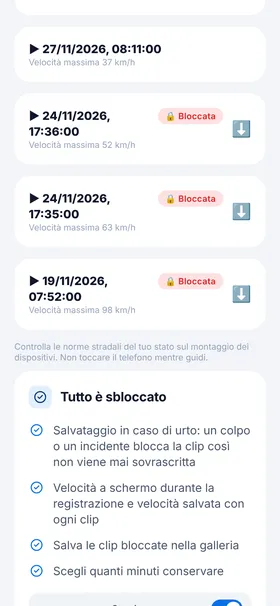 ▶ 27/11/2026, 08:11:00
Velocità massima 37 km/h
▶ 24/11/2026,
17:36:00
🔒 Bloccata
Velocità massima 52 km/h
▶ 24/11/2026,
17:35:00
🔒 Bloccata
Velocità massima 63 km/h
▶ 19/11/2026,
07:52:00
🔒 Bloccata
Velocità massima 98 km/h
Controlla le norme stradali del tuo stato sul montaggio dei
dispositivi. Non toccare il telefono mentre guidi.
Tutto è sbloccato
Salvataggio in caso di urto: un colpo
o un incidente blocca la clip così
non viene mai sovrascritta
Velocità a schermo durante la
registrazione e velocità salvata con
ogni clip
Salva le clip bloccate nella galleria
Scegli quanti minuti conservare